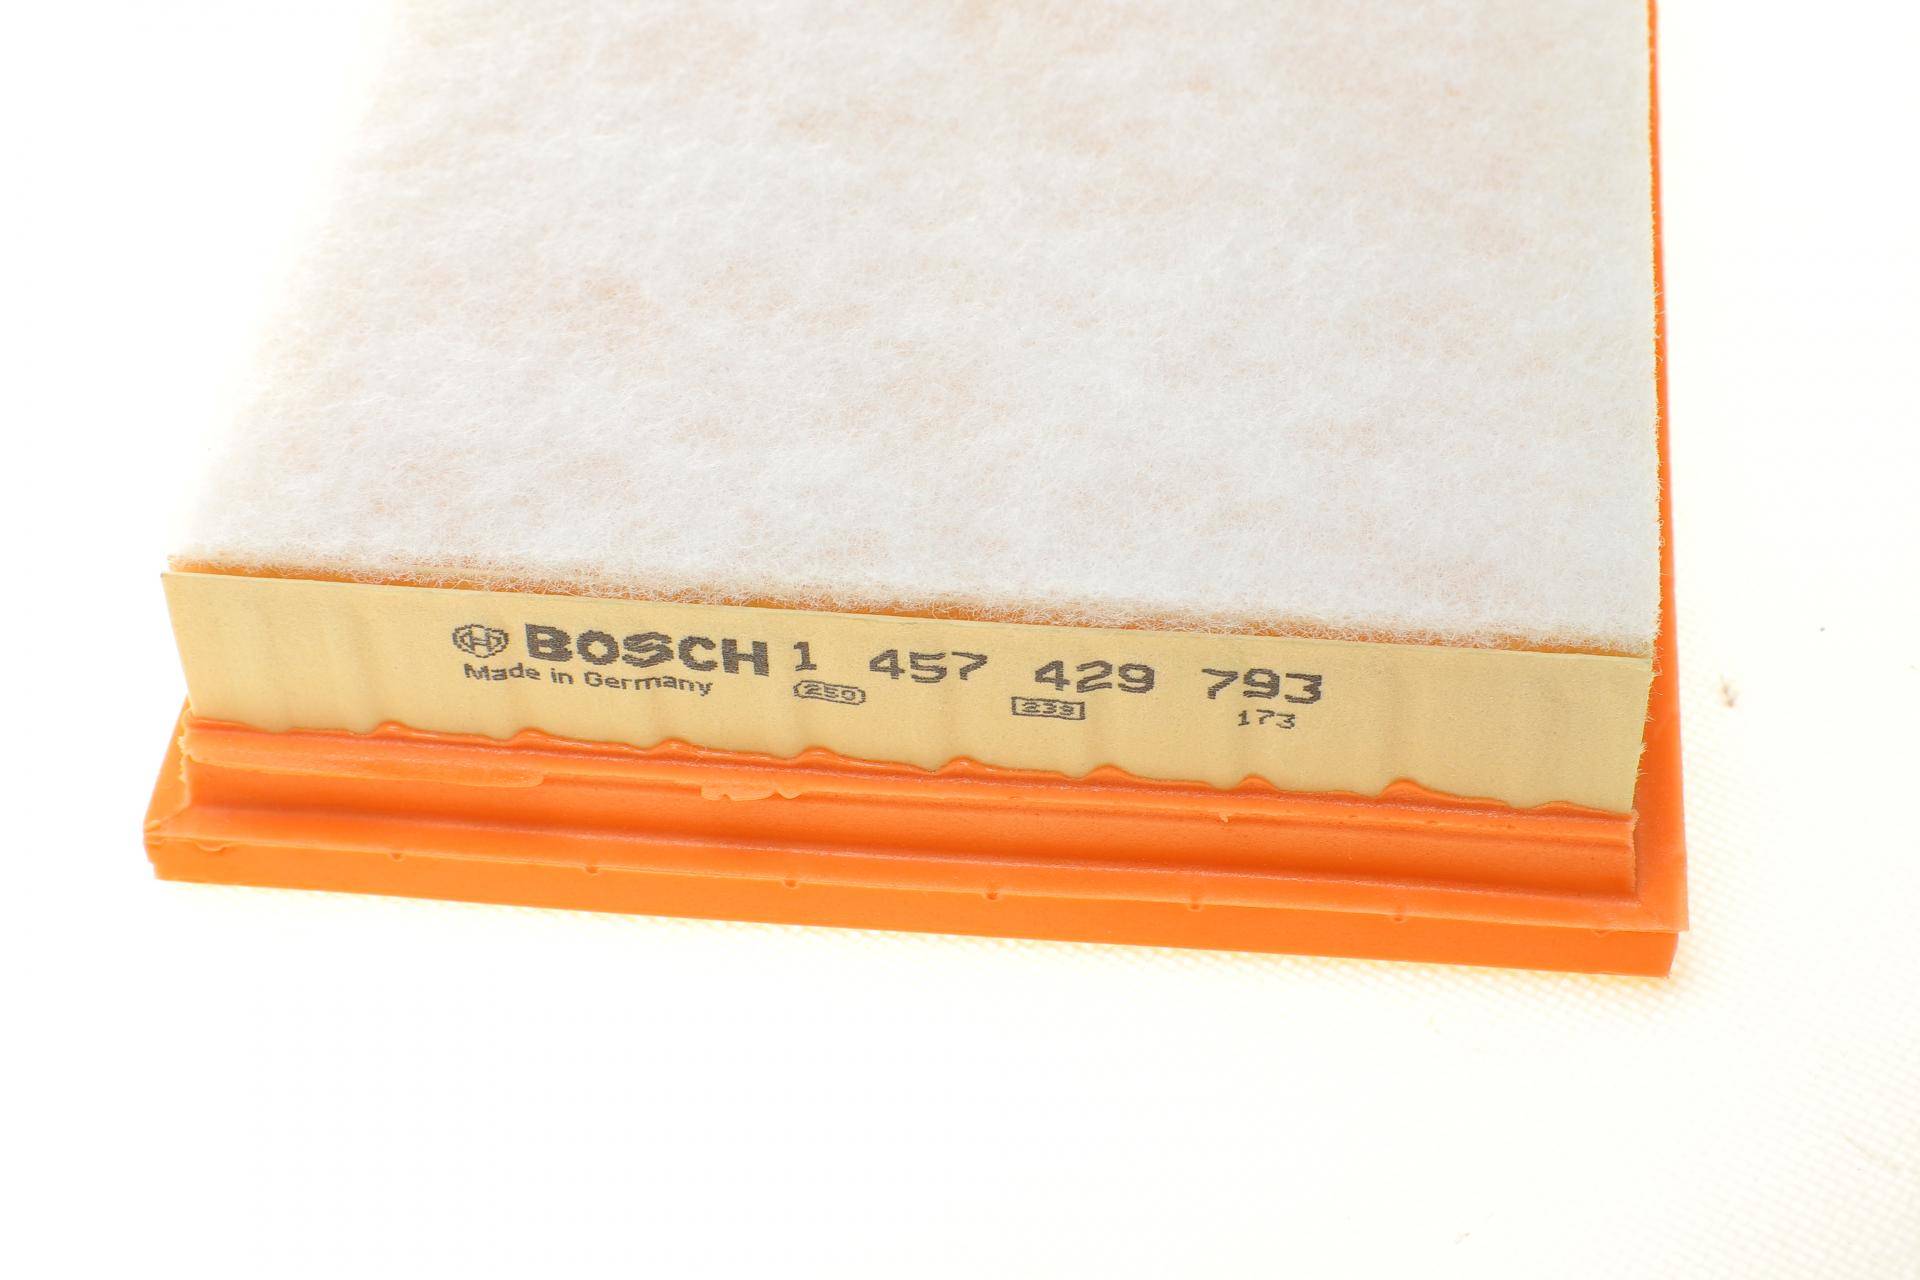 BOSCH 1 457 429 793
Made in Germany 250 239 173